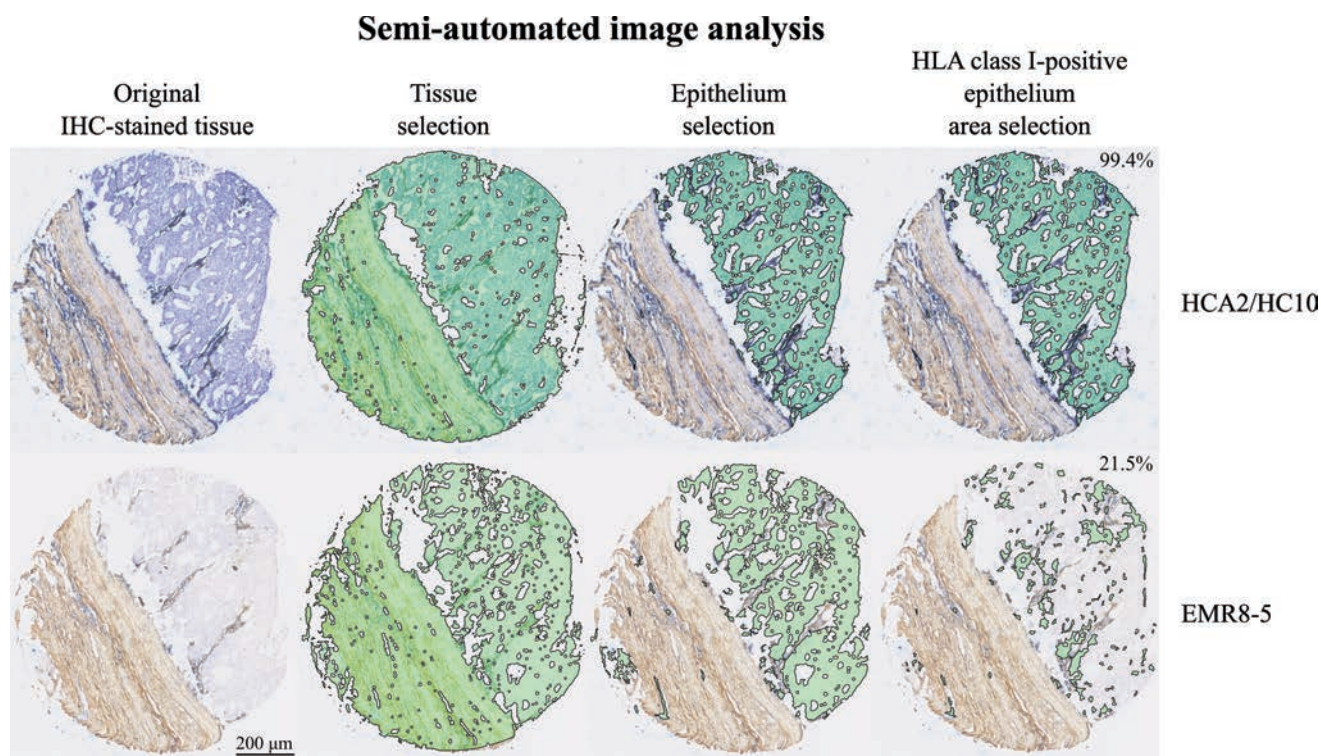 Semi-automated image analysis
Original
IHC-stained tissue
Tissue
selection
Epithelium
selection
HLA class I-positive
epithelium
area selection
99.4%
HCA2/HC10
21.5%
EMR8-5
200 µm